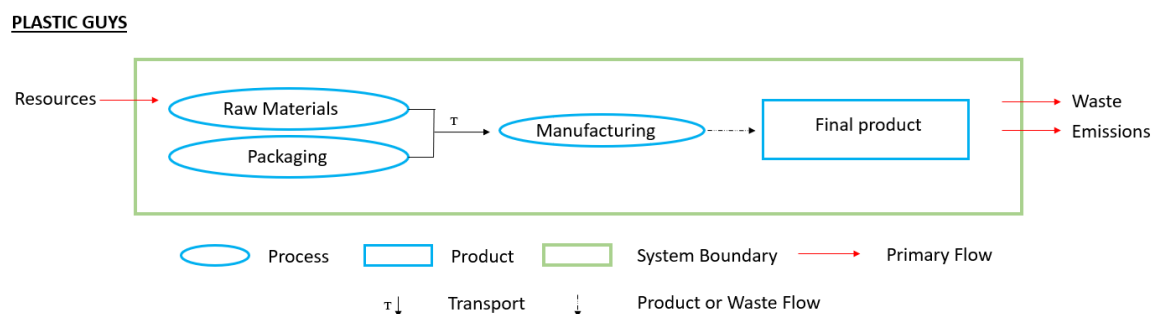 PLASTIC GUYS
Resources
Raw Materials
Packaging
T
Manufacturing
Final product
Waste
Emissions
Process
Product
System Boundary
Primary Flow
T
Transport
Product or Waste Flow